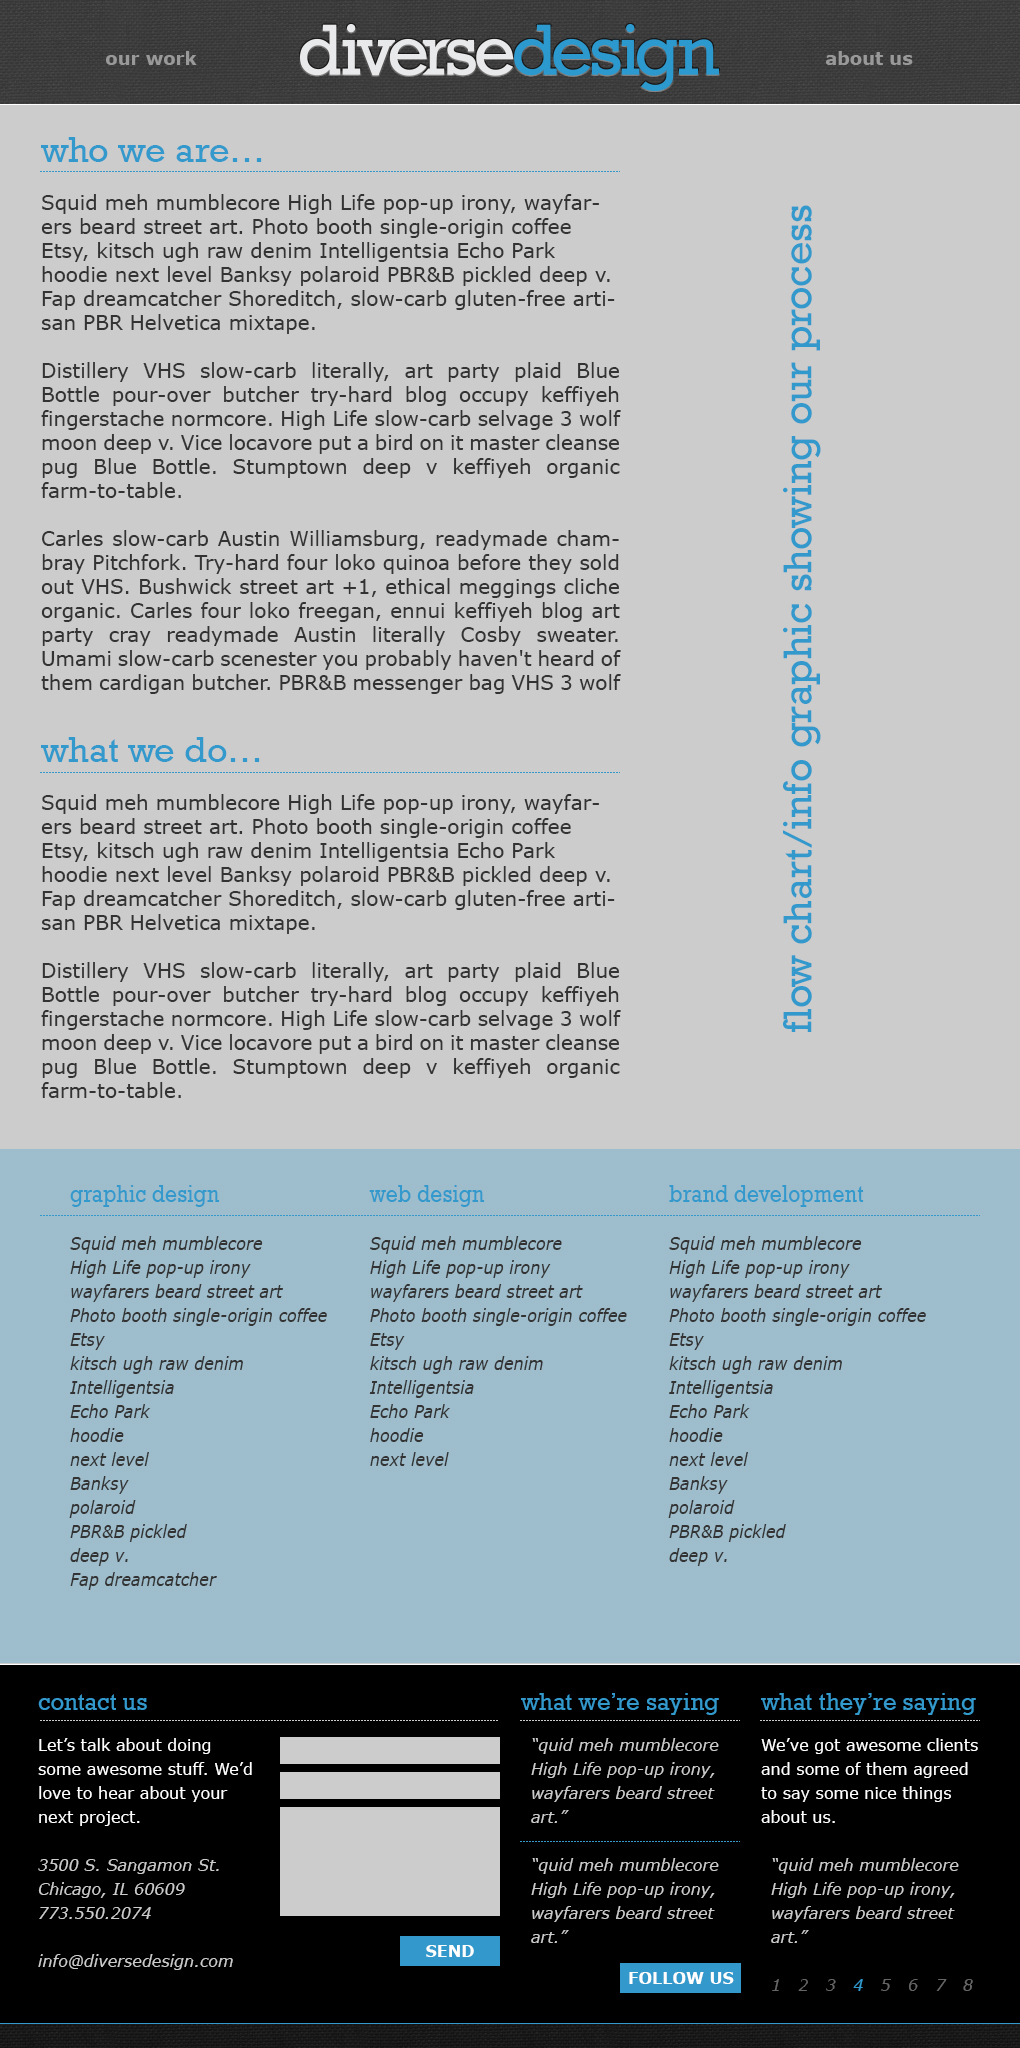 our work
diversedesign
about us
who we are...
Squid meh mumblecore High Life pop-up irony, wayfar-
ers beard street art. Photo booth single-origin coffee
Etsy, kitsch ugh raw denim Intelligentsia Echo Park
hoodie next level Banksy polaroid PBR&B pickled deep v.
Fap dreamcatcher Shoreditch, slow-carb gluten-free arti-
san PBR Helvetica mixtape.
Distillery VHS slow-carb literally, art party plaid Blue
Bottle pour-over butcher try-hard blog occupy keffiyeh
fingerstache normcore. High Life slow-carb selvage 3 wolf
moon deep v. Vice locavore put a bird on it master cleanse
pug Blue Bottle. Stumptown deep v keffiyeh organic
farm-to-table.
Carles slow-carb Austin Williamsburg, readymade cham-
bray Pitchfork. Try-hard four loko quinoa before they sold
out VHS. Bushwick street art +1, ethical meggings cliche
organic. Carles four loko freegan, ennui keffiyeh blog art
party cray readymade Austin literally Cosby sweater.
Umami slow-carb scenester you probably haven't heard of
them cardigan butcher. PBR&B messenger bag VHS 3 wolf
what we do...
Squid meh mumblecore High Life pop-up irony, wayfar-
ers beard street art. Photo booth single-origin coffee
Etsy, kitsch ugh raw denim Intelligentsia Echo Park
hoodie next level Banksy polaroid PBR&B pickled deep v.
Fap dreamcatcher Shoreditch, slow-carb gluten-free arti-
san PBR Helvetica mixtape.
Distillery VHS slow-carb literally, art party plaid Blue
Bottle pour-over butcher try-hard blog occupy keffiyeh
fingerstache normcore. High Life slow-carb selvage 3 wolf
moon deep v. Vice locavore put a bird on it master cleanse
pug Blue Bottle. Stumptown deep v keffiyeh organic
farm-to-table.
flow chart/info graphic showing our process
graphic design
Squid meh mumblecore
High Life pop-up irony
wayfarers beard street art
Photo booth single-origin coffee
Etsy
kitsch ugh raw denim
Intelligentsia
Echo Park
hoodie
next level
Banksy
polaroid
PBR&B pickled
deep v.
Fap dreamcatcher
web design
Squid meh mumblecore
High Life pop-up irony
wayfarers beard street art
Photo booth single-origin coffee
Etsy
kitsch ugh raw denim
Intelligentsia
Echo Park
hoodie
next level
brand development
Squid meh mumblecore
High Life pop-up irony
wayfarers beard street art
Photo booth single-origin coffee
Etsy
kitsch ugh raw denim
Intelligentsia
Echo Park
hoodie
next level
Banksy
polaroid
PBR&B pickled
deep v.
contact us
Let’s talk about doing
some awesome stuff. We’d
love to hear about your
next project.
3500 S. Sangamon St.
Chicago, IL 60609
773.550.2074
info@diversedesign.com
SEND
what we’re saying
“quid meh mumblecore
High Life pop-up irony,
wayfarers beard street
art.”
“quid meh mumblecore
High Life pop-up irony,
wayfarers beard street
art.”
FOLLOW US
what they’re saying
We’ve got awesome clients
and some of them agreed
to say some nice things
about us.
“quid meh mumblecore
High Life pop-up irony,
wayfarers beard street
art.”
1 2 3 4 5 6 7 8